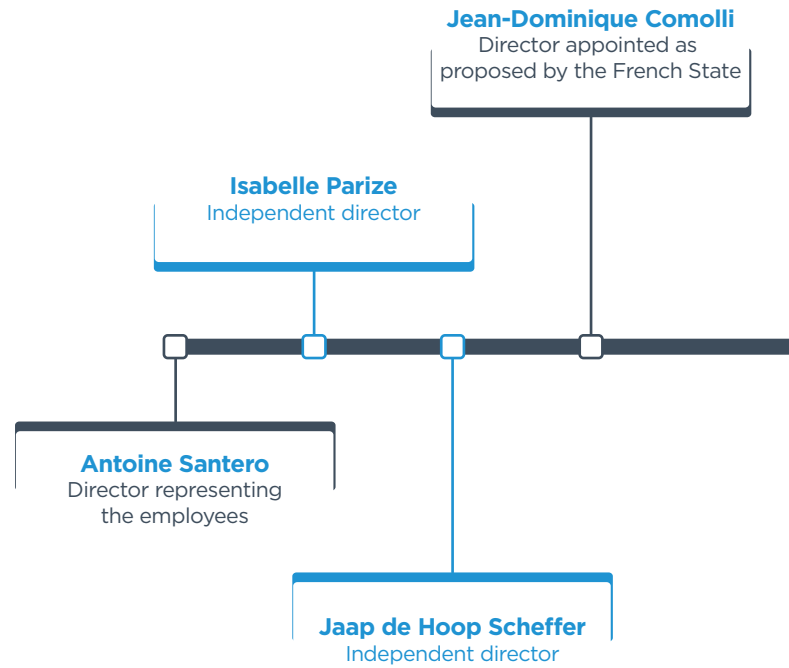 Jean-Dominique Comolli
Director appointed as
proposed by the French State
Isabelle Parize
Independent director
Antoine Santero
Director representing
the employees
Jaap de Hoop Scheffer
Independent director